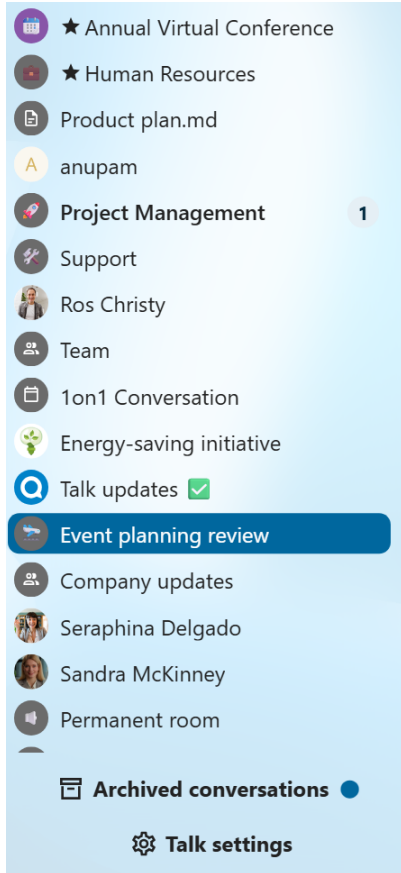 ★ Annual Virtual Conference
★ Human Resources
Product plan.md
A anupam
Project Management 1
Support
Ros Christy
Team
1on1 Conversation
Energy-saving initiative
Talk updates ✅
Event planning review
Company updates
Seraphina Delgado
Sandra McKinney
Permanent room
Archived conversations
Talk settings